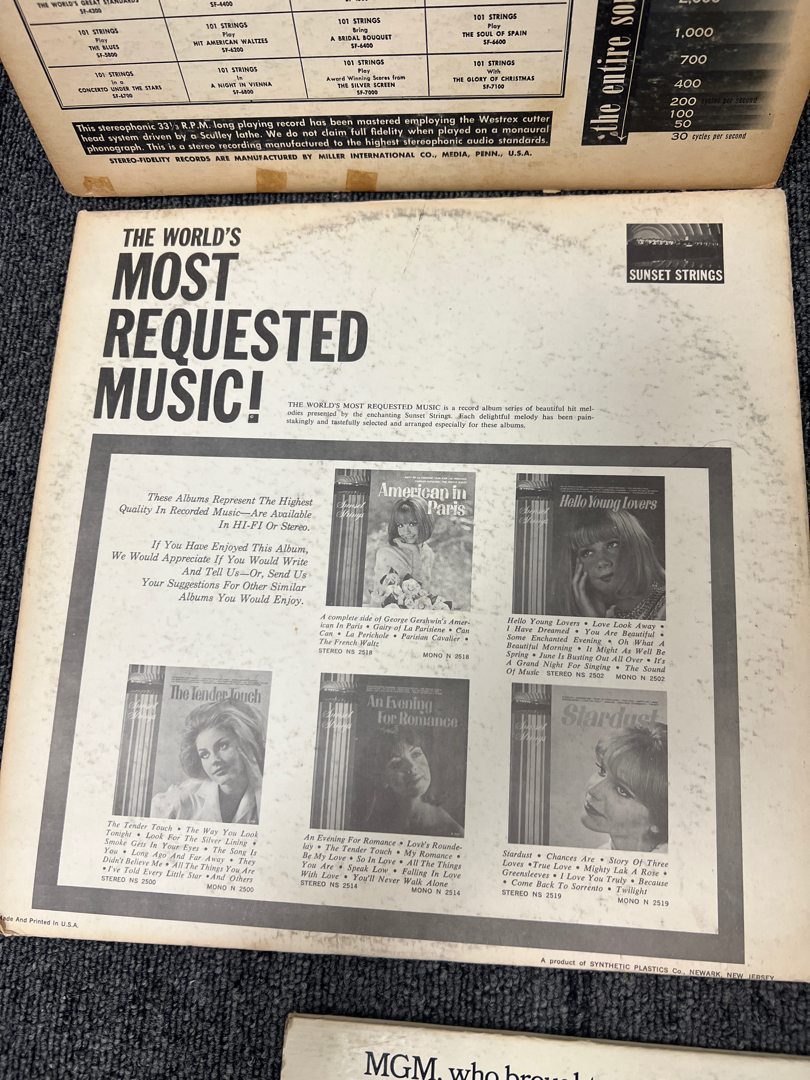 THE WORLD'S GREAT STANDARDS
SF-4300
SF-4400
101 STRINGS
Play
THE BLUES
SF-5800
101 STRINGS
Play
HIT AMERICAN WALTZES
SF-6200
101 STRINGS
Bring
A BRIDAL BOUQUET
SF-6400
101 STRINGS
Play
THE SOUL OF SPAIN
SF-6600
101 STRINGS
In a
CONCERTO UNDER THE STARS
SF-6700
101 STRINGS
In
A NIGHT IN VIENNA
SF-6800
101 STRINGS
Play
Award Winning Scores from
THE SILVER SCREEN
SF-7000
101 STRINGS
With
THE GLORY OF CHRISTMAS
SF-7100
This stereophonic 33⅓ R.P.M. long playing record has been mastered employing the Westrex cutter
head system driven by a Sculley lathe. We do not claim full fidelity when played on a monaural
phonograph. This is a stereo recording manufactured to the highest stereophonic audio standards.
STEREO-FIDELITY RECORDS ARE MANUFACTURED BY MILLER INTERNATIONAL CO., MEDIA, PENN., U.S.A.
the entire
1,000
700
400
200 cycles per second
100
50
30 cycles per second
THE WORLD'S
MOST
REQUESTED
MUSIC!
SUNSET STRINGS
THE WORLD'S MOST REQUESTED MUSIC is a record album series of beautiful hit mel-
odies presented by the enchanting Sunset Strings. Each delightful melody has been pain-
stakingly and tastefully selected and arranged especially for these albums.
These Albums Represent The Highest
Quality In Recorded Music—Are Available
In HI-FI Or Stereo.
If You Have Enjoyed This Album,
We Would Appreciate If You Would Write
And Tell Us—Or, Send Us
Your Suggestions For Other Similar
Albums You Would Enjoy.
American in
Paris
Sunset
Strings
A complete side of George Gershwin's Amer-
ican In Paris • Gaity of La Parisiene • Can
Can • La Perichole • Parisian Cavalier •
The French Waltz
STEREO NS 2518 MONO N 2518
Hello Young Lovers
Sunset
Strings
Hello Young Lovers • Love Look Away •
I Have Dreamed • You Are Beautiful •
Some Enchanted Evening • Oh What A
Beautiful Morning • It Might As Well Be
Spring • June Is Busting Out All Over • It's
A Grand Night For Singing • The Sound
Of Music STEREO NS 2502 MONO N 2502
The Tender Touch
Sunset
Strings
The Tender Touch • The Way You Look
Tonight • Look For The Silver Lining •
Smoke Gets In Your Eyes • The Song Is
You • Long Ago And Far Away • They
Didn't Believe Me • All The Things You Are
• I've Told Every Little Star • And Others
STEREO NS 2500 MONO N 2500
An Evening
For Romance
Sunset
Strings
An Evening For Romance • Love's Rounde-
lay • The Tender Touch • My Romance •
Be My Love • So In Love • All The Things
You Are • Speak Low • Falling In Love
With Love • You'll Never Walk Alone
STEREO NS 2514 MONO N 2514
Stardust
Sunset
Strings
Stardust • Chances Are • Story Of Three
Loves • True Love • Mighty Lak A Rose •
Greensleeves • I Love You Truly • Because
• Come Back To Sorrento • Twilight
STEREO NS 2519 MONO N 2519
Made And Printed In U.S.A.
A product of SYNTHETIC PLASTICS Co., NEWARK, NEW JERSEY
MGM, who